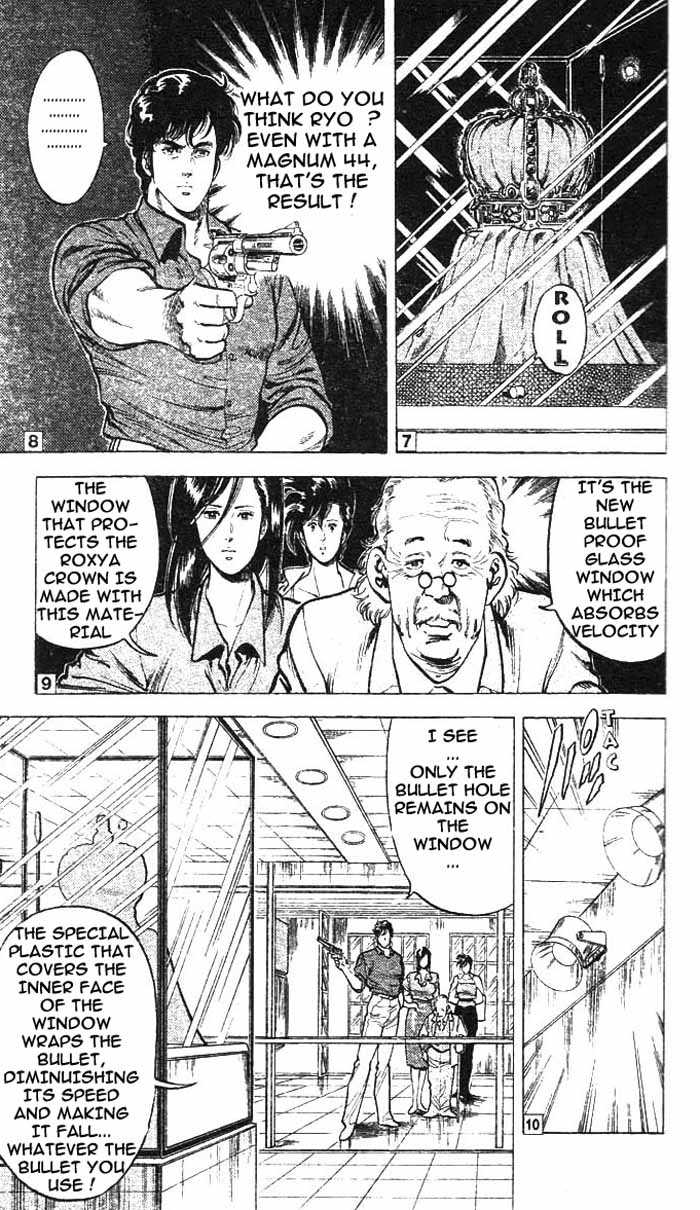 ROLL
7
WHAT DO YOU
THINK RYO ?
EVEN WITH A
MAGNUM 44,
THAT'S THE
RESULT !
............
........
............
........
8
IT'S THE
NEW
BULLET
PROOF
GLASS
WINDOW
WHICH
ABSORBS
VELOCITY
THE
WINDOW
THAT PRO-
TECTS THE
ROXYA
CROWN IS
MADE WITH
THIS MATE-
RIAL
9
TAC
10
I SEE
...
ONLY THE
BULLET HOLE
REMAINS ON
THE
WINDOW
...
THE SPECIAL
PLASTIC THAT
COVERS THE
INNER FACE
OF THE
WINDOW
WRAPS THE
BULLET,
DIMINUISHING
ITS SPEED
AND MAKING
IT FALL...
WHATEVER THE
BULLET YOU
USE !